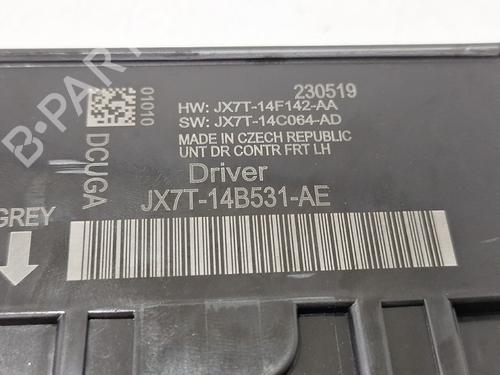 230519
HW: JX7T-14F142-AA
SW: JX7T-14C064-AD
MADE IN CZECH REPUBLIC
UNT DR CONTR FRT LH
Driver
JX7T-14B531-AE
01010
DCUGA
GREY
B-PARTS